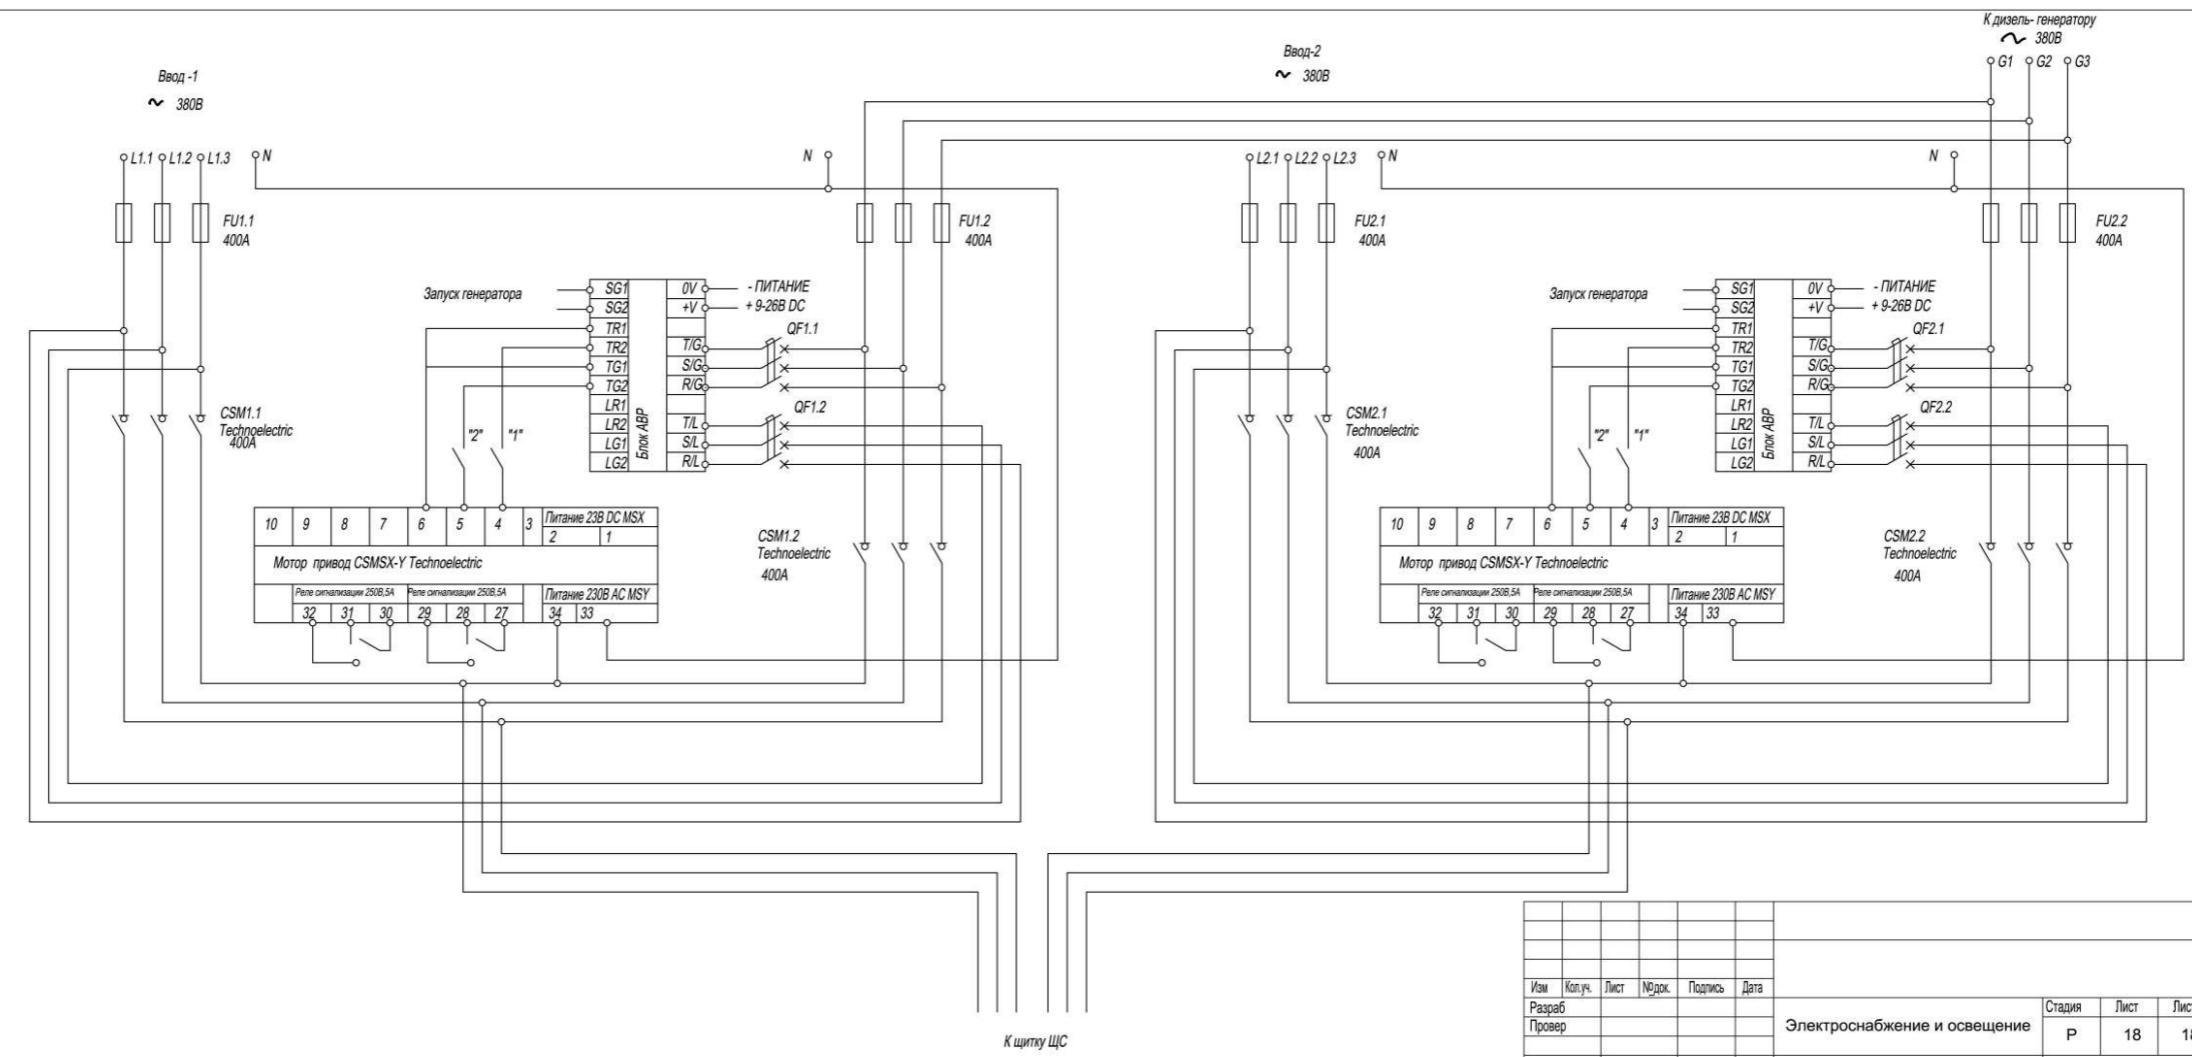 К дизель- генератору
380В
G1 G2 G3
Ввод -1
380В
Ввод-2
380В
L1.1 L1.2 L1.3 N
N
L2.1 L2.2 L2.3 N
N
FU1.1
400А
FU1.2
400А
FU2.1
400А
FU2.2
400А
Запуск генератора
SG1 0V - ПИТАНИЕ
SG2 +V + 9-26В DC
TR1
TR2 T/G
TG1 S/G
TG2 R/G
LR1
LR2 T/L
LG1 S/L
LG2 R/L
Блок АВР
QF1.1
QF1.2
CSM1.1
Technoelectric
400А
"2" "1"
10 9 8 7 6 5 4 3 Питание 23В DC MSX
2 1
Мотор привод CSMSX-Y Technoelectric
Реле сигнализации 250В,5А Реле сигнализации 250В,5А Питание 230В AC MSY
32 31 30 29 28 27 34 33
CSM1.2
Technoelectric
400А
Запуск генератора
SG1 0V - ПИТАНИЕ
SG2 +V + 9-26В DC
TR1
TR2 T/G
TG1 S/G
TG2 R/G
LR1
LR2 T/L
LG1 S/L
LG2 R/L
Блок АВР
QF2.1
QF2.2
CSM2.1
Technoelectric
400А
"2" "1"
10 9 8 7 6 5 4 3 Питание 23В DC MSX
2 1
Мотор привод CSMSX-Y Technoelectric
Реле сигнализации 250В,5А Реле сигнализации 250В,5А Питание 230В AC MSY
32 31 30 29 28 27 34 33
CSM2.2
Technoelectric
400А
К щитку ЩС
Изм Кол.уч. Лист №док. Подпись Дата
Разраб
Провер
Электроснабжение и освещение
Стадия Лист
Р 18